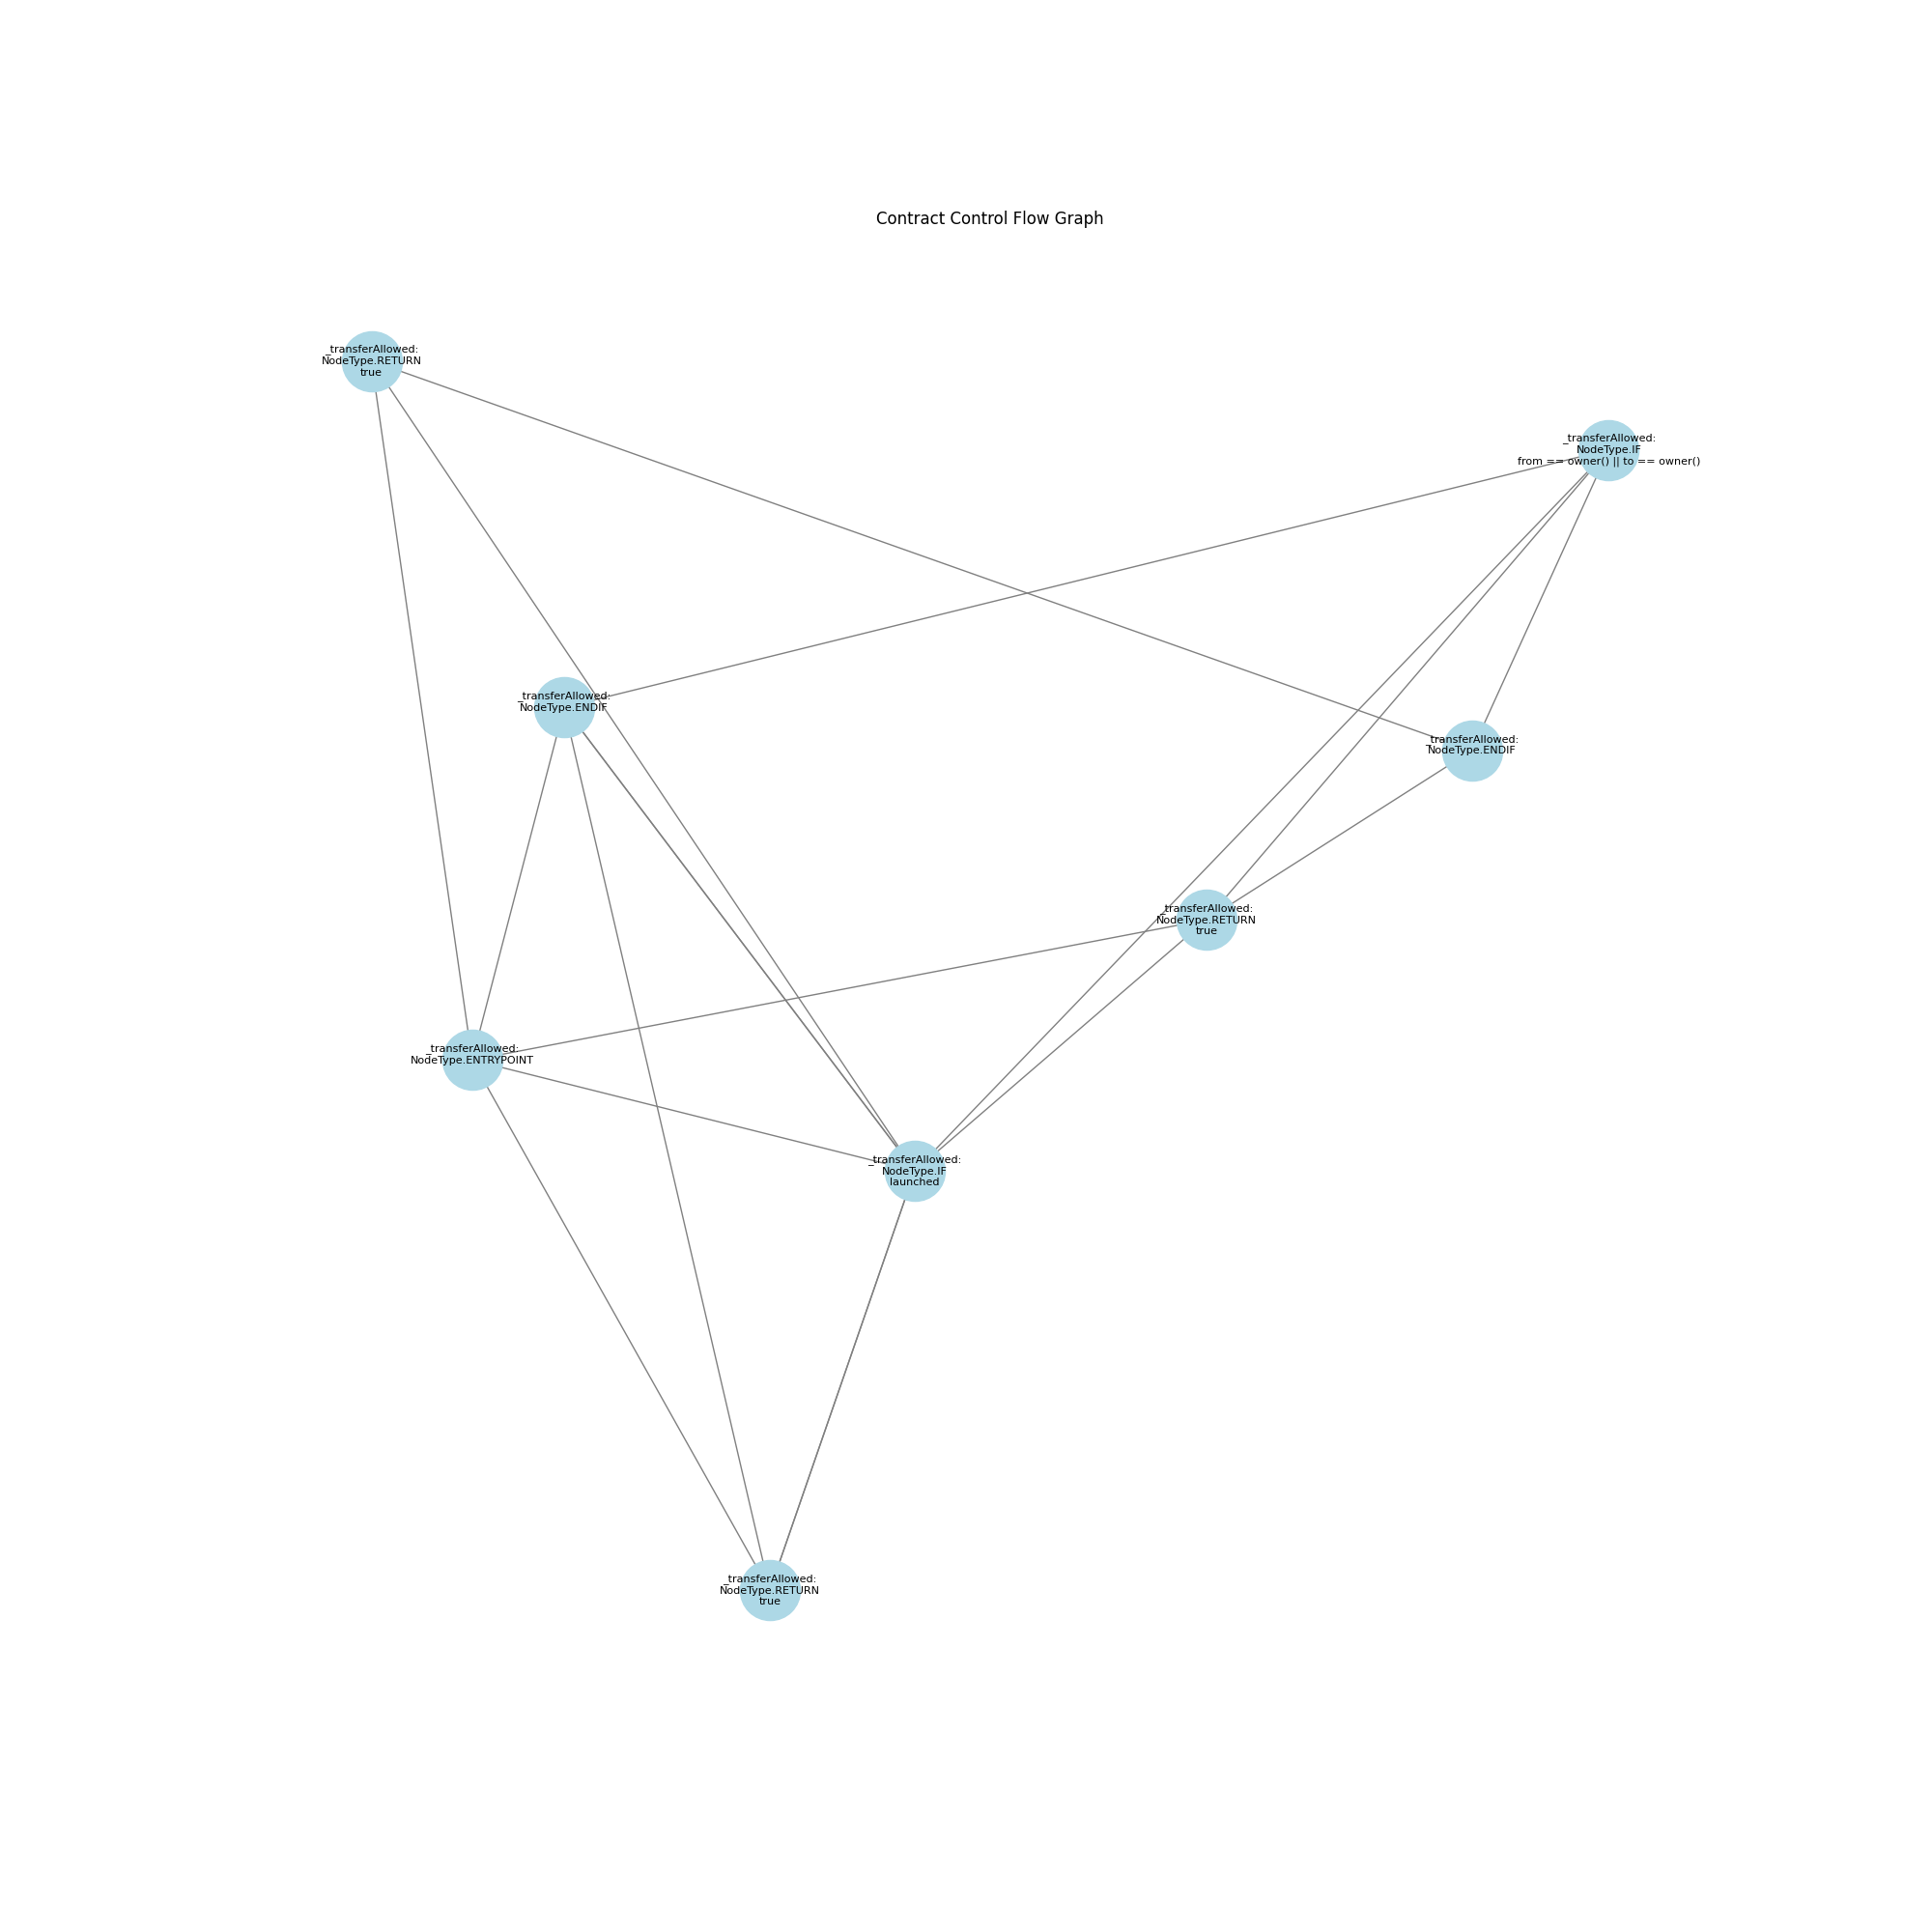 Contract Control Flow Graph
_transferAllowed:
NodeType.RETURN
true
_transferAllowed:
NodeType.IF
from == owner() || to == owner()
_transferAllowed:
NodeType.ENDIF
_transferAllowed:
NodeType.ENDIF
_transferAllowed:
NodeType.RETURN
true
_transferAllowed:
NodeType.ENTRYPOINT
_transferAllowed:
NodeType.IF
launched
_transferAllowed:
NodeType.RETURN
true